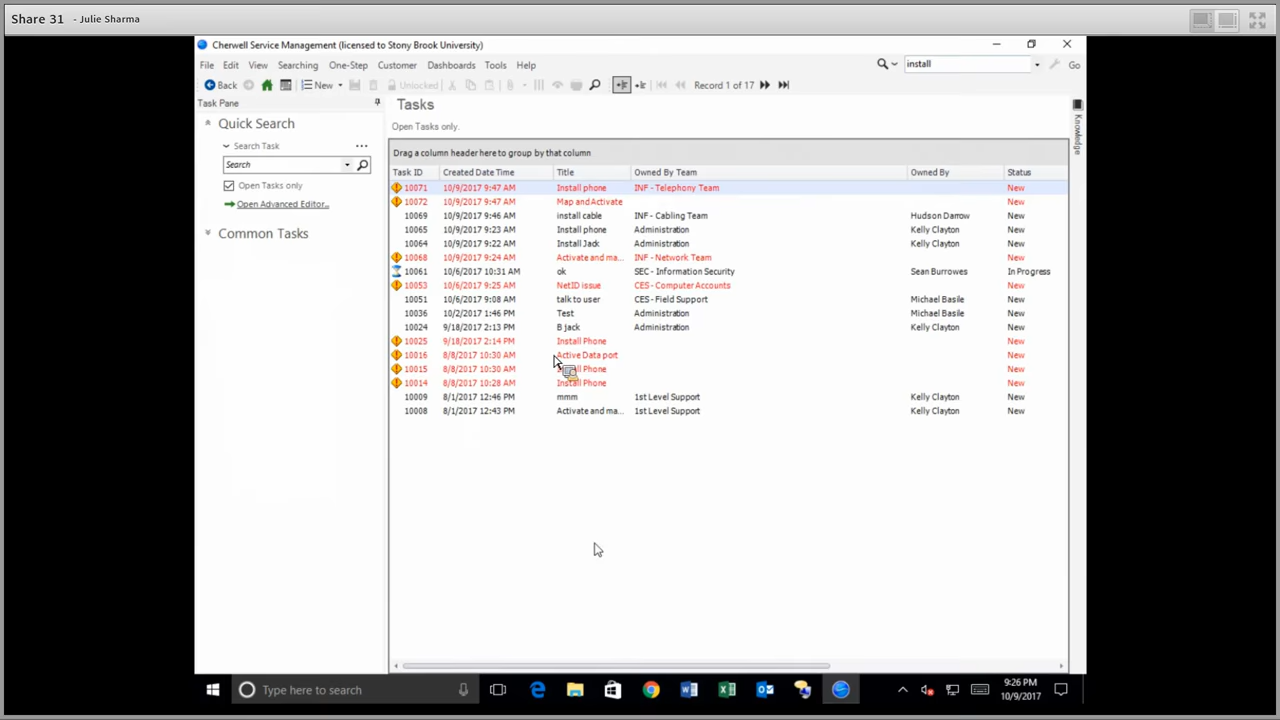 Share 31 - Julie Sharma
Cherwell Service Management (licensed to Stony Brook University)
File Edit View Searching One-Step Customer Dashboards Tools Help
install Go
Back New Unlocked Record 1 of 17
Task Pane
Quick Search
Search Task
Search
Open Tasks only
Open Advanced Editor...
Common Tasks
Tasks
Open Tasks only.
Drag a column header here to group by that column
Task ID Created Date Time Title Owned By Team Owned By Status
10071 10/9/2017 9:47 AM Install phone INF - Telephony Team New
10072 10/9/2017 9:47 AM Map and Activate New
10069 10/9/2017 9:46 AM install cable INF - Cabling Team Hudson Darrow New
10065 10/9/2017 9:23 AM Install phone Administration Kelly Clayton New
10064 10/9/2017 9:22 AM Install Jack Administration Kelly Clayton New
10068 10/9/2017 9:24 AM Activate and ma... INF - Network Team New
10061 10/6/2017 10:31 AM ok SEC - Information Security Sean Burrowes In Progress
10053 10/6/2017 9:25 AM NetID issue CES - Computer Accounts New
10051 10/6/2017 9:08 AM talk to user CES - Field Support Michael Basile New
10036 10/2/2017 1:46 PM Test Administration Michael Basile New
10024 9/18/2017 2:13 PM B jack Administration Kelly Clayton New
10025 9/18/2017 2:14 PM Install Phone New
10016 8/8/2017 10:30 AM Active Data port New
10015 8/8/2017 10:30 AM Phone New
10014 8/8/2017 10:28 AM Install Phone New
10009 8/1/2017 12:46 PM mmm 1st Level Support Kelly Clayton New
10008 8/1/2017 12:43 PM Activate and ma... 1st Level Support Kelly Clayton New
Knowledge
Type here to search
9:26 PM
10/9/2017